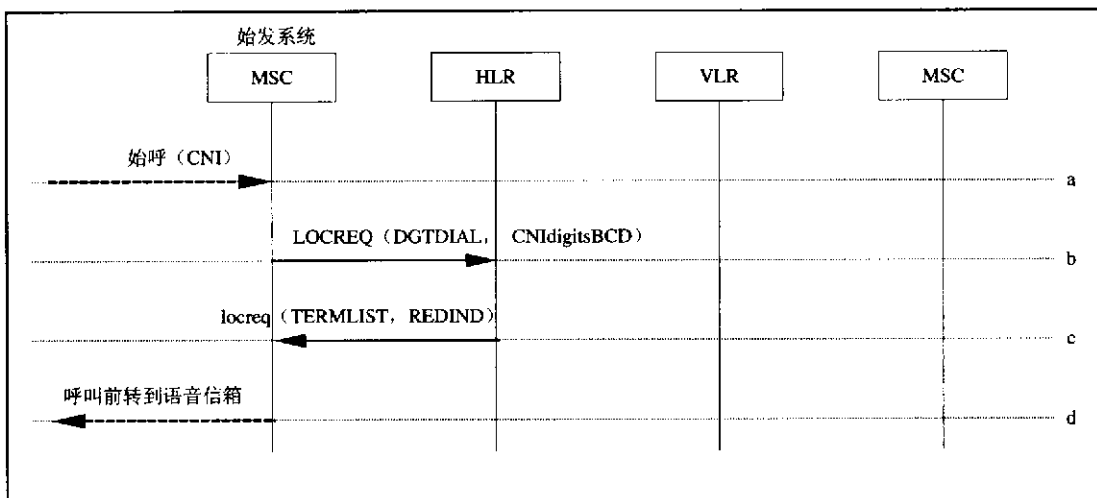 始发系统
MSC
HLR
VLR
MSC
始呼（CNI）
a
LOCREQ（DGTDIAL， CNIdigitsBCD）
b
locreq（TERMLIST，REDIND）
c
呼叫前转到语音信箱
d